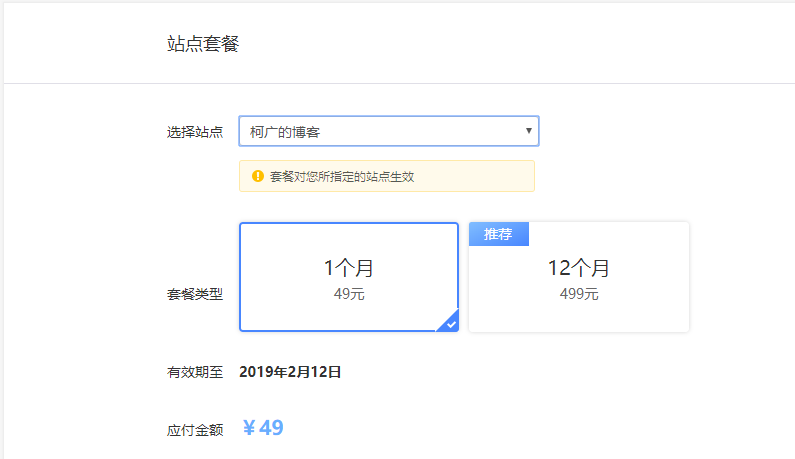 站点套餐
选择站点 柯广的博客
套餐对您所指定的站点生效
推荐
1个月 12个月
49元 499元
套餐类型
有效期至 2019年2月12日
应付金额 ¥49